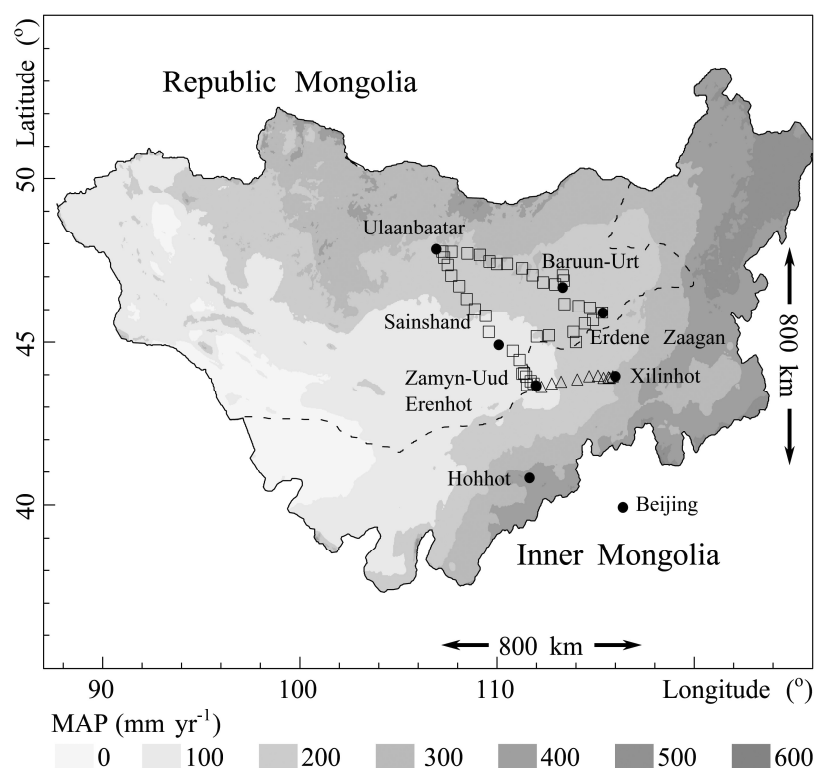 Latitude (°)
Republic Mongolia
50
Ulaanbaatar
Baruun-Urt
Sainshand
45
Erdene Zaagan
Zamyn-Uud
Erenhot
Xilinhot
800 km
Hohhot
40
Beijing
Inner Mongolia
800 km
90 100 110 Longitude (°)
MAP (mm yr-1)
0 100 200 300 400 500 600